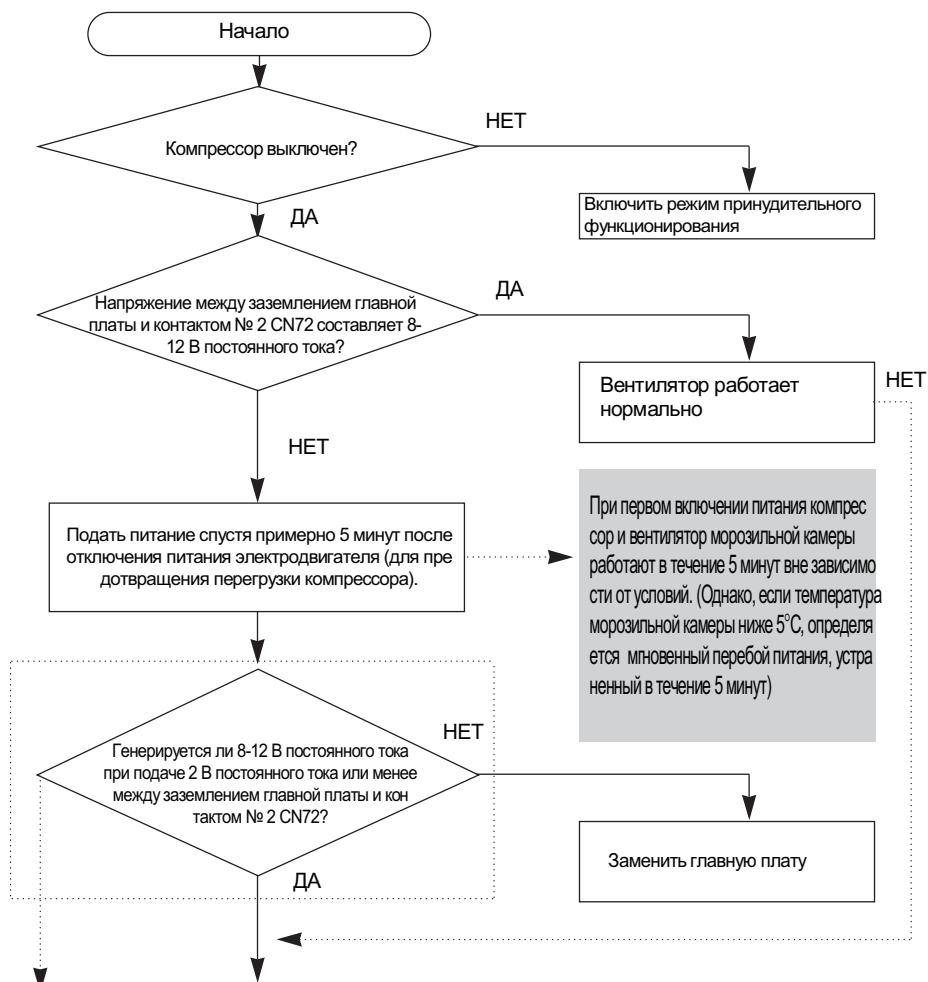 Начало
Компрессор выключен?
НЕТ
Включить режим принудительного
функционирования
ДА
Напряжение между заземлением главной
платы и контактом № 2 CN72 составляет 8-
12 В постоянного тока?
ДА
Вентилятор работает
нормально
НЕТ
НЕТ
Подать питание спустя примерно 5 минут после
отключения питания электродвигателя (для пре
дотвращения перегрузки компрессора).
При первом включении питания компрес
сор и вентилятор морозильной камеры
работают в течение 5 минут вне зависимо
сти от условий. (Однако, если температура
морозильной камеры ниже 5°C, определя
ется мгновенный перебой питания, устра
ненный в течение 5 минут)
Генерируется ли 8-12 В постоянного тока
при подаче 2 В постоянного тока или менее
между заземлением главной платы и кон
тактом № 2 CN72?
НЕТ
Заменить главную плату
ДА